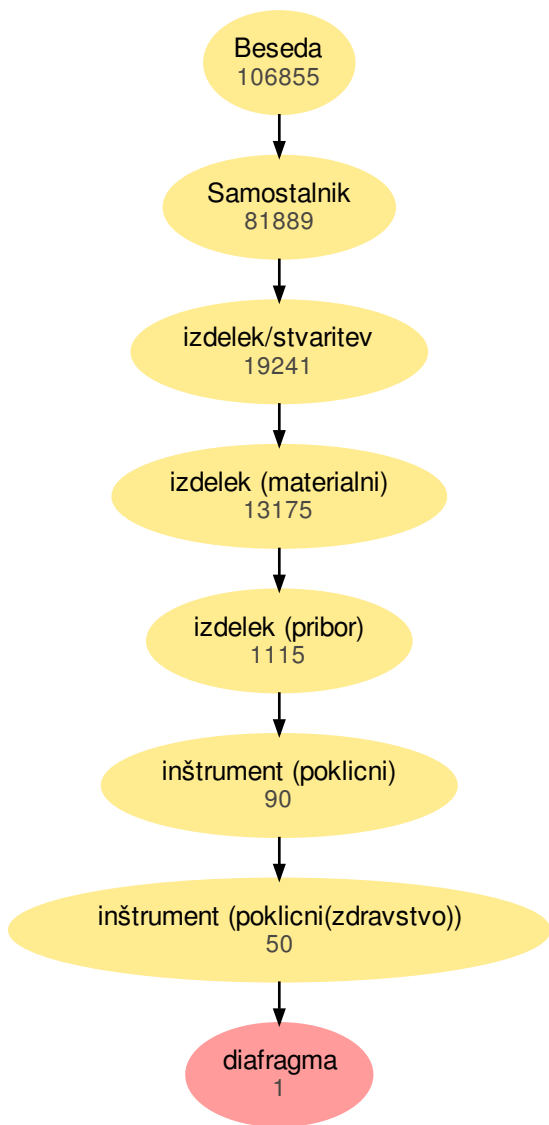 Beseda
106855
Samostalnik
81889
izdelek/stvaritev
19241
izdelek (materialni)
13175
izdelek (pribor)
1115
inštrument (poklicni)
90
inštrument (poklicni(zdravstvo))
50
diafragma
1